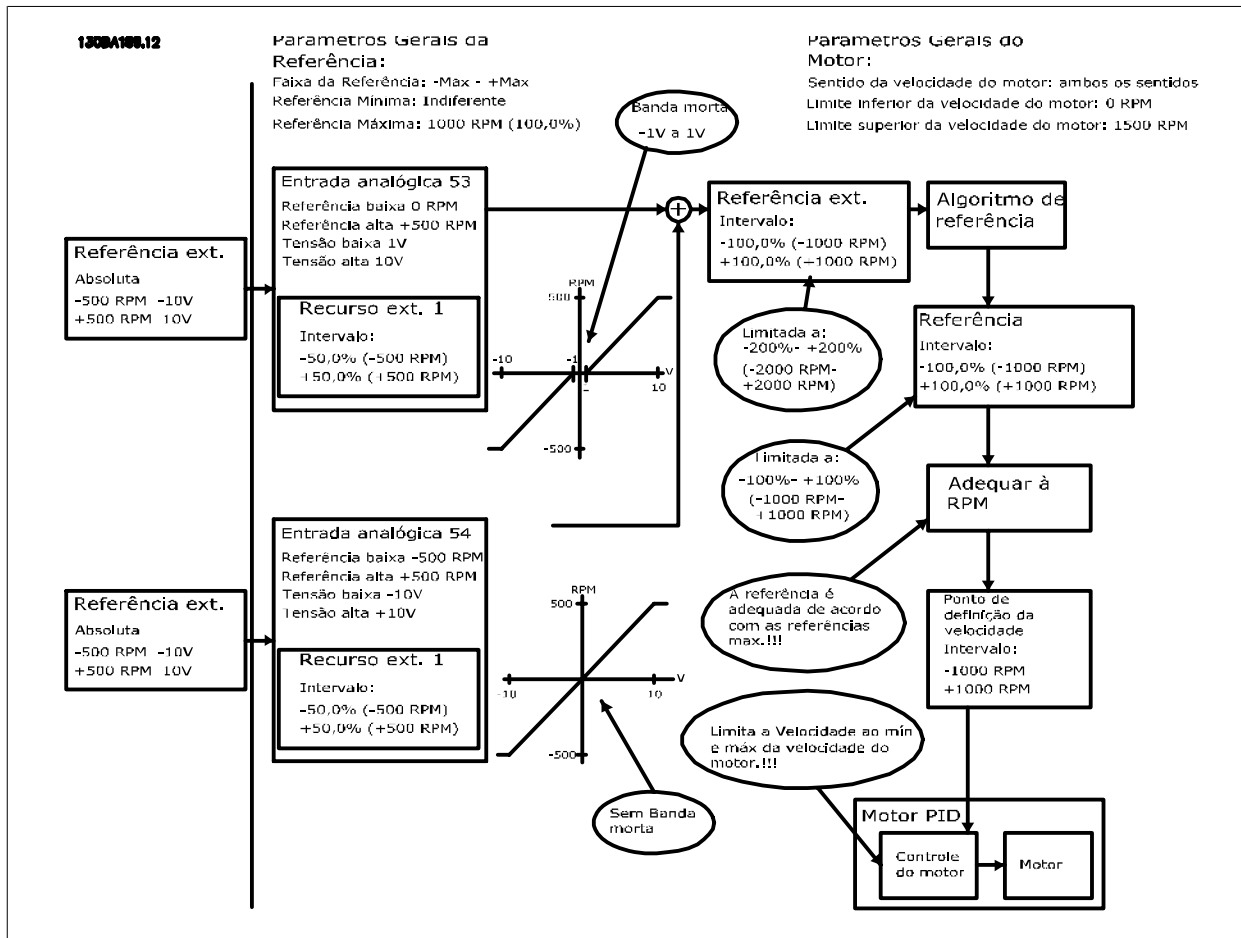 130BA186.12
Parametros Gerais da
Referência:
Faixa da Referência: -Max - +Max
Referência Mínima: Indiferente
Referência Máxima: 1000 RPM (100,0%)
Parametros Gerais do
Motor:
Sentido da velocidade do motor: ambos os sentidos
Limite inferior da velocidade do motor: 0 RPM
Limite superior da velocidade do motor: 1500 RPM
Banda morta
-1V a 1V
Referência ext.
Absoluta
-500 RPM -10V
+500 RPM 10V
Entrada analógica 53
Referência baixa 0 RPM
Referência alta +500 RPM
Tensão baixa 1V
Tensão alta 10V
Recurso ext. 1
Intervalo:
-50,0% (-500 RPM)
+50,0% (+500 RPM)
RPM
500
-10
-1
V
10
-500
Referência ext.
Intervalo:
-100,0% (-1000 RPM)
+100,0% (+1000 RPM)
Algoritmo de
referência
Limitada a:
-200%- +200%
(-2000 RPM-
+2000 RPM)
Referência
Intervalo:
-100,0% (-1000 RPM)
+100,0% (+1000 RPM)
Limitada a:
-100%- +100%
(-1000 RPM-
+1000 RPM)
Adequar à
RPM
Referência ext.
Absoluta
-500 RPM -10V
+500 RPM 10V
Entrada analógica 54
Referência baixa -500 RPM
Referência alta +500 RPM
Tensão baixa -10V
Tensão alta +10V
Recurso ext. 1
Intervalo:
-50,0% (-500 RPM)
+50,0% (+500 RPM)
RPM
500
-10
10
V
-500
Sem Banda
morta
A referência é
adequada de acordo
com as referências
max.!!!
Ponto de
definição da
velocidade
Intervalo:
-1000 RPM
+1000 RPM
Limita a Velocidade ao mín
e máx da velocidade do
motor.!!!
Motor PID
Controle
do motor
Motor